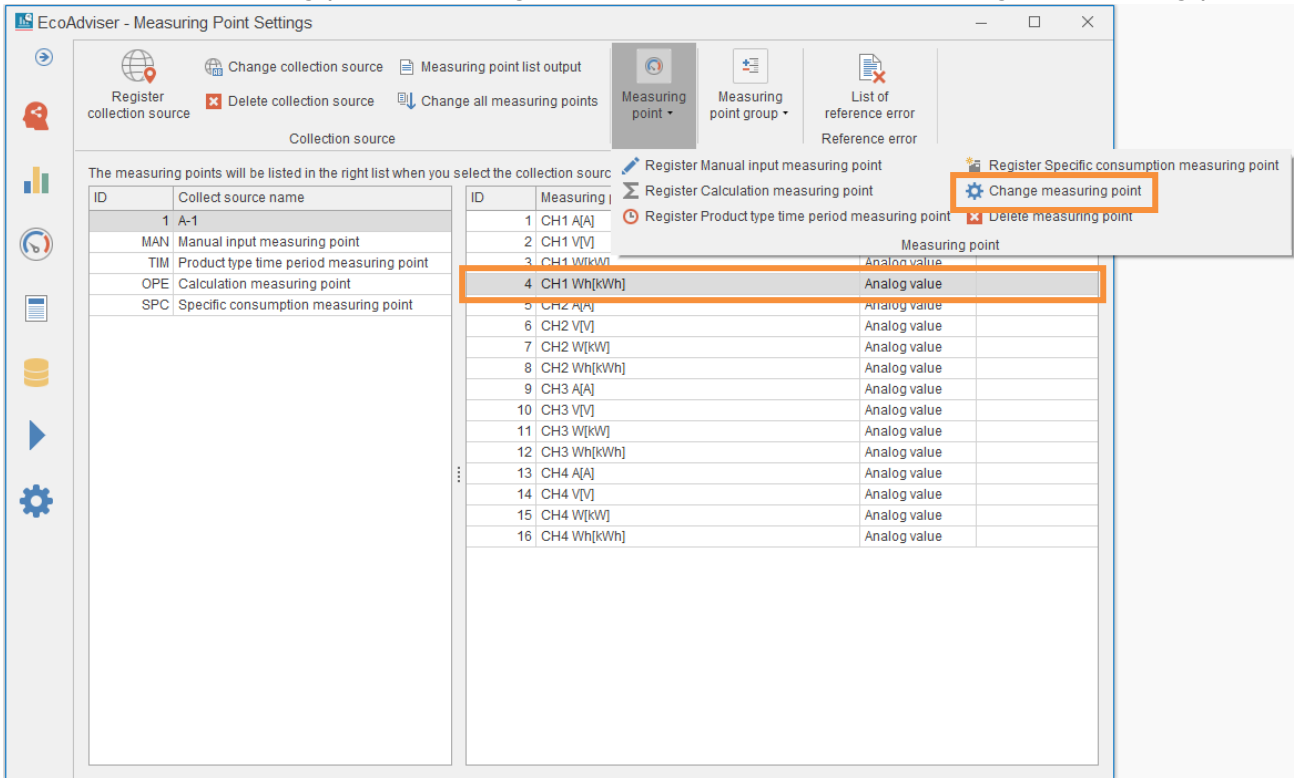 EcoAdviser - Measuring Point Settings
Register collection source
Change collection source
Delete collection source
Measuring point list output
Change all measuring points
Collection source
Measuring point
Measuring point group
List of reference error
Reference error
Register Manual input measuring point
Register Specific consumption measuring point
Register Calculation measuring point
Change measuring point
Register Product type time period measuring point
Delete measuring point
Measuring point
The measuring points will be listed in the right list when you select the collection sourc
ID Collect source name
1 A-1
MAN Manual input measuring point
TIM Product type time period measuring point
OPE Calculation measuring point
SPC Specific consumption measuring point
ID Measuring
1 CH1 A[A]
2 CH1 V[V]
3 CH1 W[kW] Analog value
4 CH1 Wh[kWh] Analog value
5 CH2 A[A] Analog value
6 CH2 V[V] Analog value
7 CH2 W[kW] Analog value
8 CH2 Wh[kWh] Analog value
9 CH3 A[A] Analog value
10 CH3 V[V] Analog value
11 CH3 W[kW] Analog value
12 CH3 Wh[kWh] Analog value
13 CH4 A[A] Analog value
14 CH4 V[V] Analog value
15 CH4 W[kW] Analog value
16 CH4 Wh[kWh] Analog value